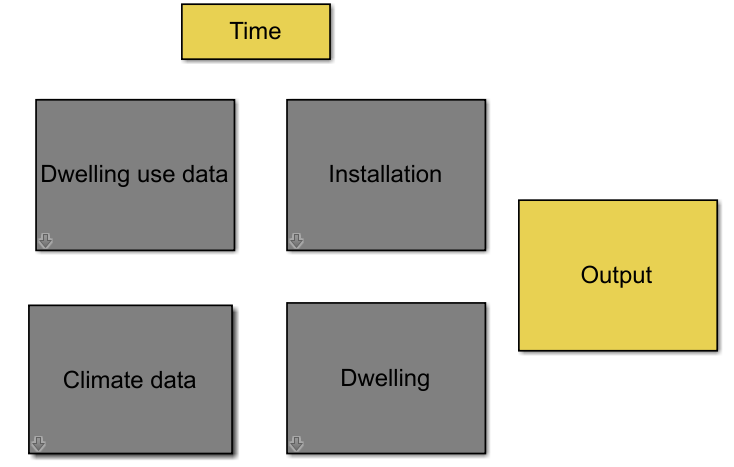 Time
Dwelling use data
Installation
Output
Climate data
Dwelling